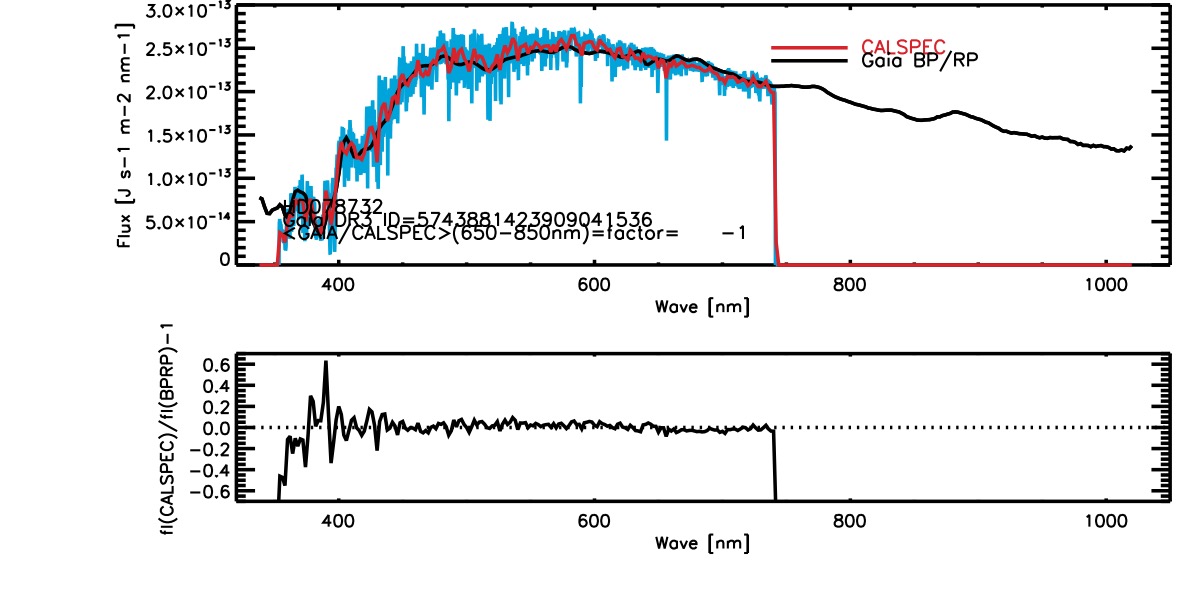 3.0×10⁻¹³
2.5×10⁻¹³
2.0×10⁻¹³
1.5×10⁻¹³
1.0×10⁻¹³
5.0×10⁻¹⁴
0
Flux [J s−1 m−2 nm−1]
CALSPEC
Gaia BP/RP
HD078732
Gaia DR3 ID=5743881423909041536
<GAIA/CALSPEC>(650−850nm)=factor= −1
400 600 800 1000
Wave [nm]
0.6
0.4
0.2
0.0
−0.2
−0.4
−0.6
fl(CALSPEC)/fl(BPRP)−1
400 600 800 1000
Wave [nm]